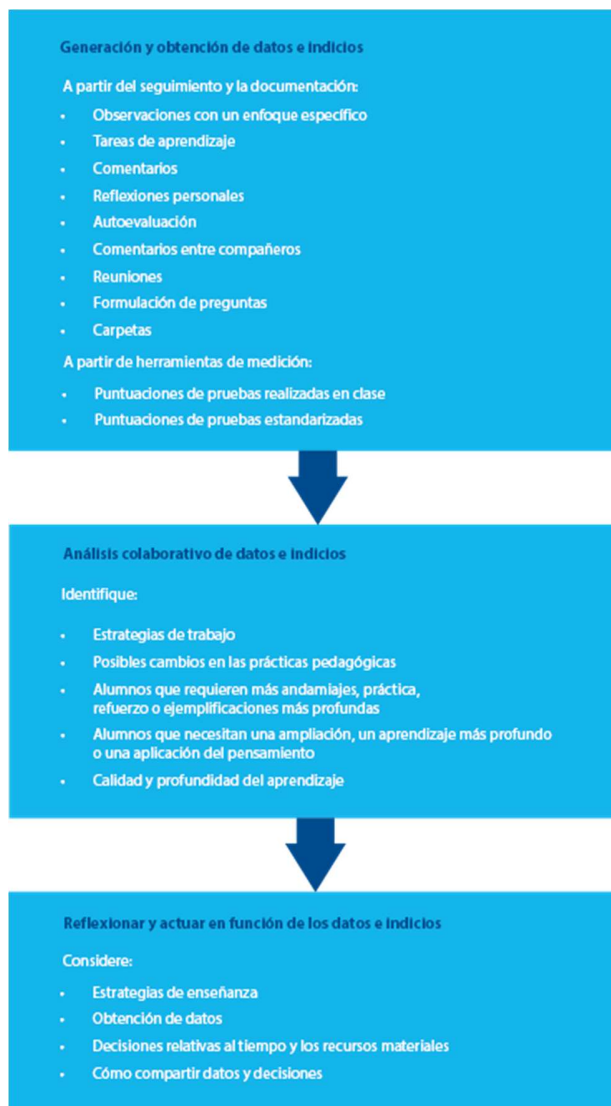 Generación y obtención de datos e indicios
A partir del seguimiento y la documentación:
• Observaciones con un enfoque específico
• Tareas de aprendizaje
• Comentarios
• Reflexiones personales
• Autoevaluación
• Comentarios entre compañeros
• Reuniones
• Formulación de preguntas
• Carpetas
A partir de herramientas de medición:
• Puntuaciones de pruebas realizadas en clase
• Puntuaciones de pruebas estandarizadas
Análisis colaborativo de datos e indicios
Identifique:
• Estrategias de trabajo
• Posibles cambios en las prácticas pedagógicas
• Alumnos que requieren más andamiajes, práctica,
refuerzo o ejemplificaciones más profundas
• Alumnos que necesitan una ampliación, un aprendizaje más profundo
o una aplicación del pensamiento
• Calidad y profundidad del aprendizaje
Reflexionar y actuar en función de los datos e indicios
Considere:
• Estrategias de enseñanza
• Obtención de datos
• Decisiones relativas al tiempo y los recursos materiales
• Cómo compartir datos y decisiones